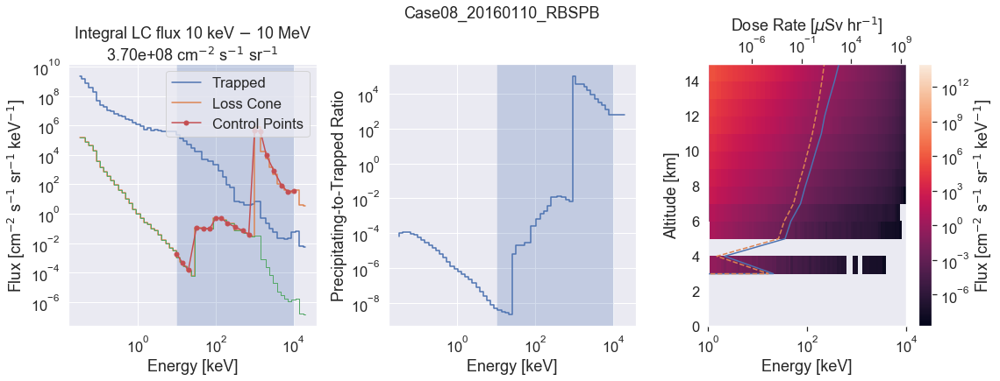 Case08_20160110_RBSPB
Integral LC flux 10 keV − 10 MeV
3.70e+08 cm⁻² s⁻¹ sr⁻¹
Flux [cm⁻² s⁻¹ sr⁻¹ keV⁻¹]
10¹⁰
10⁸
10⁶
10⁴
10²
10⁰
10⁻²
10⁻⁴
10⁻⁶
Trapped
Loss Cone
Control Points
10⁰ 10² 10⁴
Energy [keV]
Precipitating-to-Trapped Ratio
10⁴
10²
10⁰
10⁻²
10⁻⁴
10⁻⁶
10⁻⁸
10⁰ 10² 10⁴
Energy [keV]
Dose Rate [μSv hr⁻¹]
10⁻⁶ 10⁻¹ 10⁴ 10⁹
Altitude [km]
14
12
10
8
6
4
2
0
10⁰ 10² 10⁴
Energy [keV]
10¹²
10⁹
10⁶
10³
10⁰
10⁻³
10⁻⁶
Flux [cm⁻² s⁻¹ sr⁻¹ keV⁻¹]